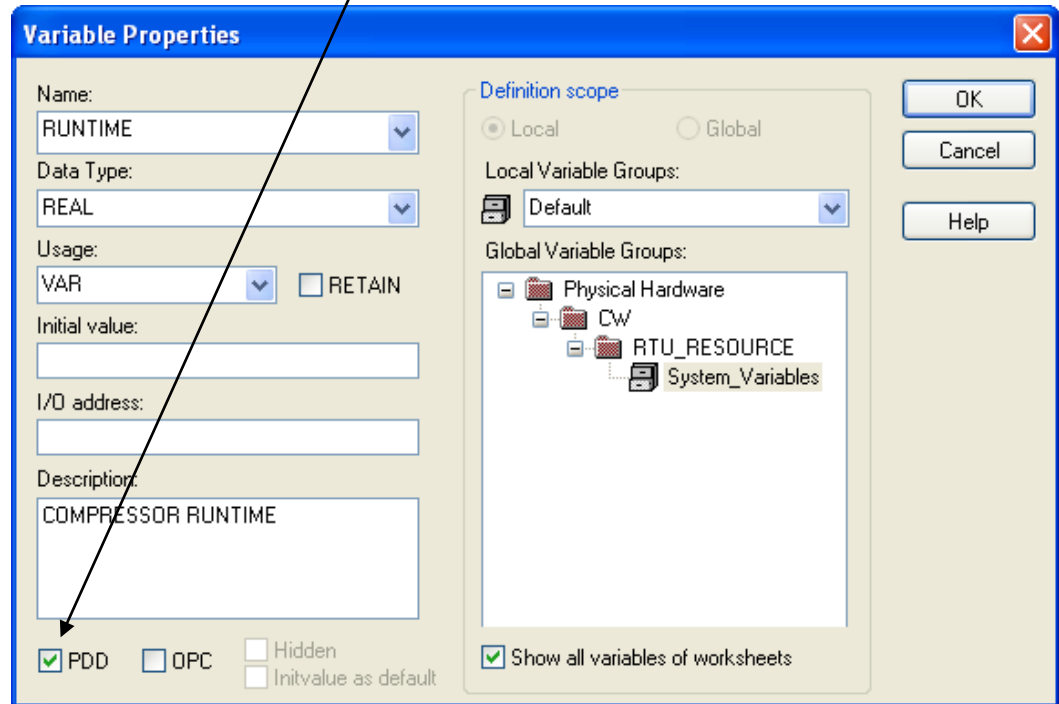 Variable Properties
Name:
RUNTIME
Data Type:
REAL
Usage:
VAR
RETAIN
Initial value:
I/O address:
Description:
COMPRESSOR RUNTIME
PDD
OPC
Hidden
Initvalue as default
Definition scope
Local
Global
Local Variable Groups:
Default
Global Variable Groups:
Physical Hardware
CW
RTU_RESOURCE
System_Variables
Show all variables of worksheets
OK
Cancel
Help